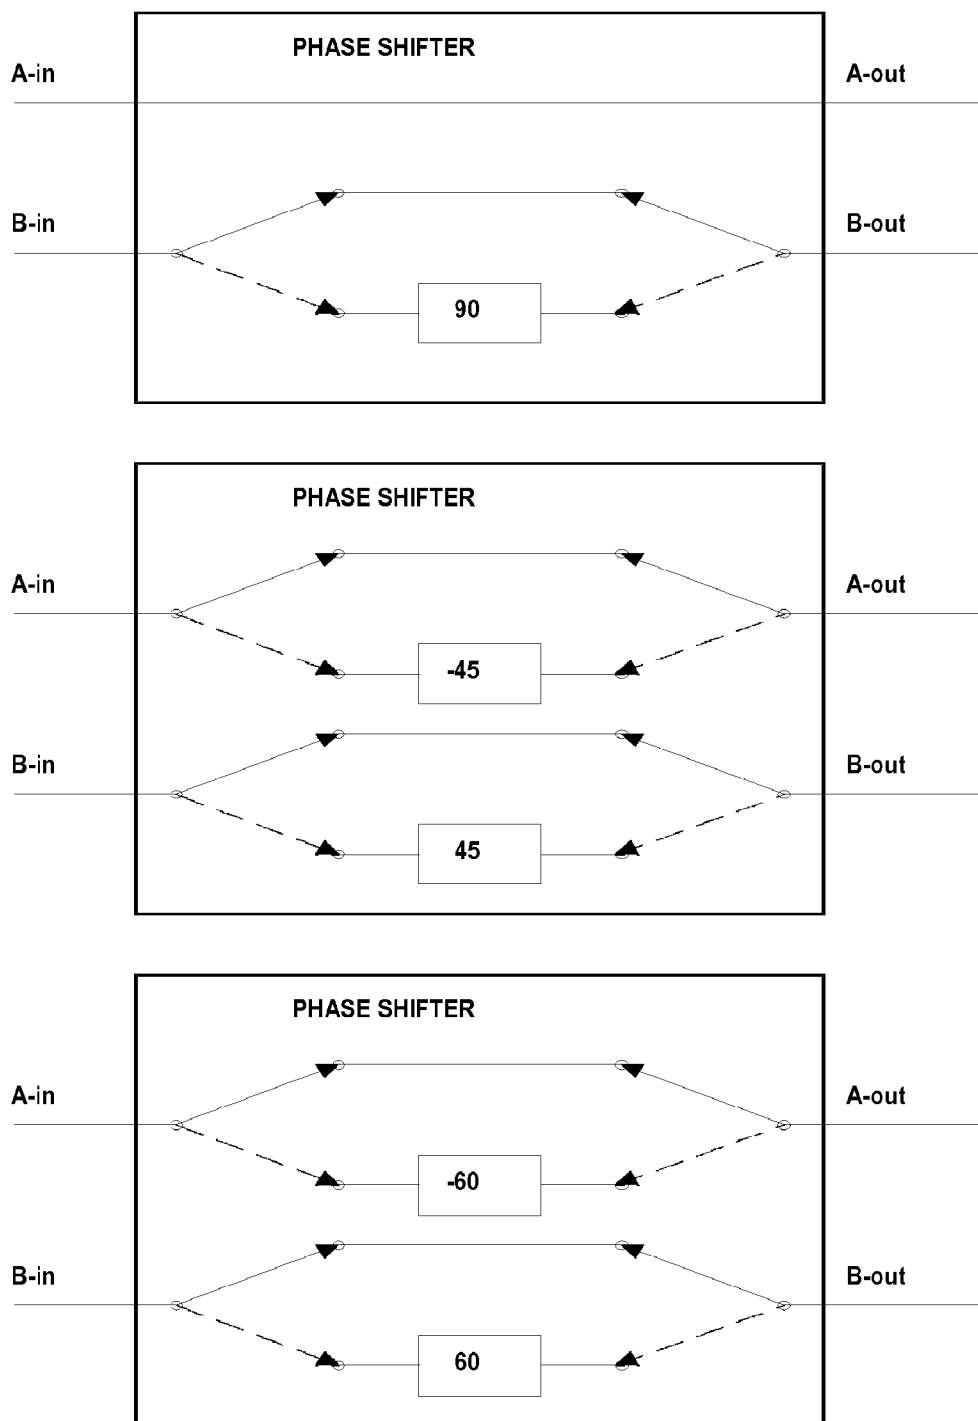 PHASE SHIFTER
A-in A-out
B-in B-out
90
PHASE SHIFTER
A-in A-out
-45
B-in B-out
45
PHASE SHIFTER
A-in A-out
-60
B-in B-out
60